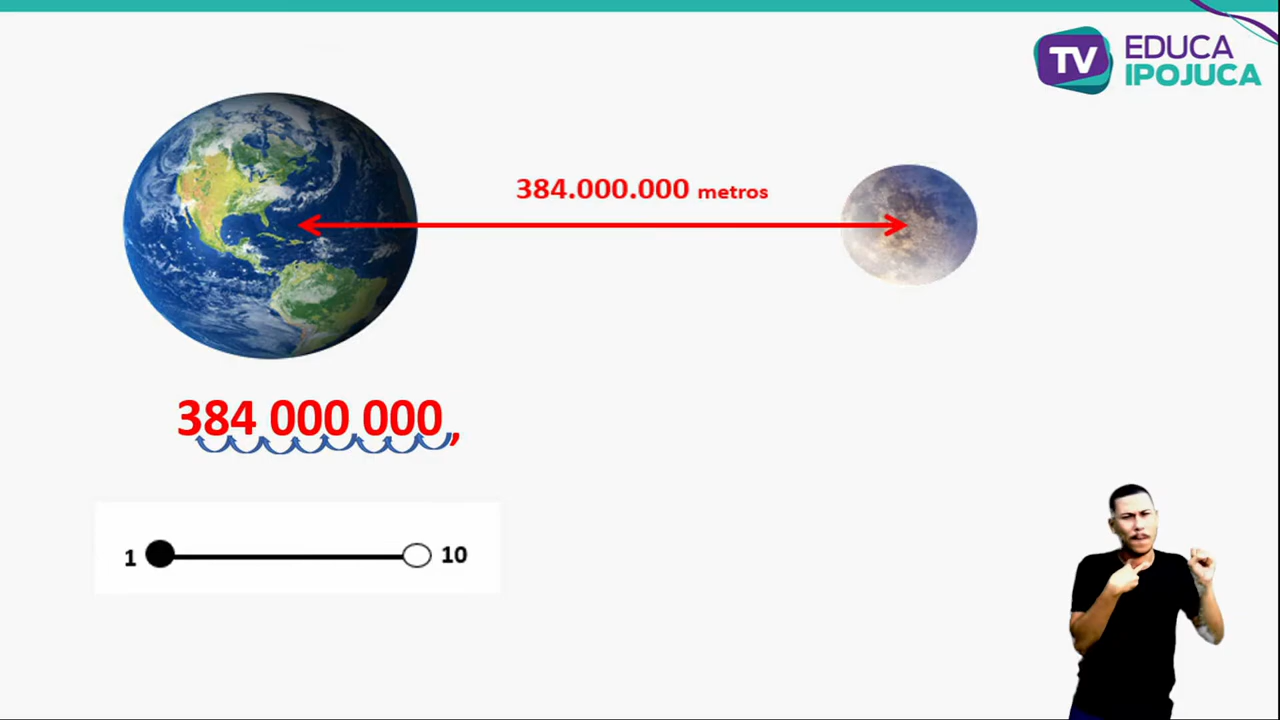 TV EDUCA
IPOJUCA
384.000.000 metros
384 000 000,
1 10